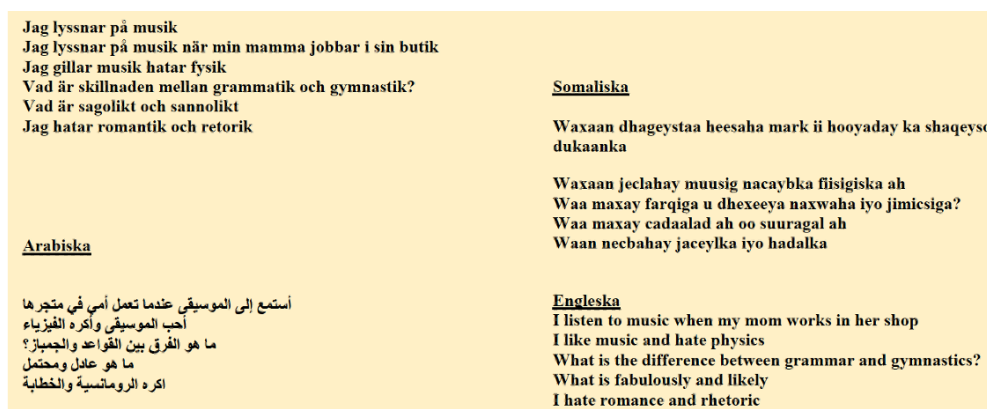 Jag lyssnar på musik
Jag lyssnar på musik när min mamma jobbar i sin butik
Jag gillar musik hatar fysik
Vad är skillnaden mellan grammatik och gymnastik?
Vad är sagolikt och sannolikt
Jag hatar romantik och retorik
Arabiska
أستمع إلى الموسيقى عندما تعمل أمي في متجرها
أحب الموسيقى وأكره الفيزياء
ما هو الفرق بين القواعد والجمباز؟
ما هو عادل ومحتمل
اكره الرومانسية والخطابة
Somaliska
Waxaan dhageystaa heesaha mark ii hooyaday ka
dukaanka
Waxaan jeclahay muusig nacaybka fiisigiska ah
Waa maxay farqiga u dhexeeya naxwaha iyo jimicsiga?
Waa maxay cadaalad ah oo suuragal ah
Waan necbahay jaceylka iyo hadalka
Engleska
I listen to music when my mom works in her shop
I like music and hate physics
What is the difference between grammar and gymnastics?
What is fabulously and likely
I hate romance and rhetoric